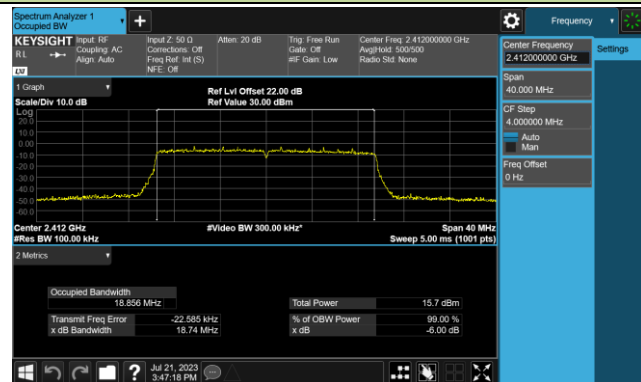 Spectrum Analyzer 1
Occupied BW
Frequency
KEYSIGHT
RL
LXI
Input: RF
Coupling: AC
Align: Auto
Input Z: 50 Ω
Corrections: Off
Freq Ref: Int (S)
NFE: Off
Atten: 20 dB
Trig: Free Run
Gate: Off
#IF Gain: Low
Center Freq: 2.412000000 GHz
Avg|Hold: 500/500
Radio Std: None
Center Frequency
2.412000000 GHz
Settings
Span
40.000 MHz
CF Step
4.000000 MHz
Auto
Man
Freq Offset
0 Hz
1 Graph
Scale/Div 10.0 dB
Ref Lvl Offset 22.00 dB
Ref Value 30.00 dBm
Log
20.0
10.0
0.00
-10.0
-20.0
-30.0
-40.0
-50.0
-60.0
Center 2.412 GHz
#Res BW 100.00 kHz
#Video BW 300.00 kHz*
Span 40 MHz
Sweep 5.00 ms (1001 pts)
2 Metrics
Occupied Bandwidth
18.856 MHz
Transmit Freq Error -22.585 kHz
x dB Bandwidth 18.74 MHz
Total Power 15.7 dBm
% of OBW Power 99.00 %
x dB -6.00 dB
?
Jul 21, 2023
3:47:18 PM